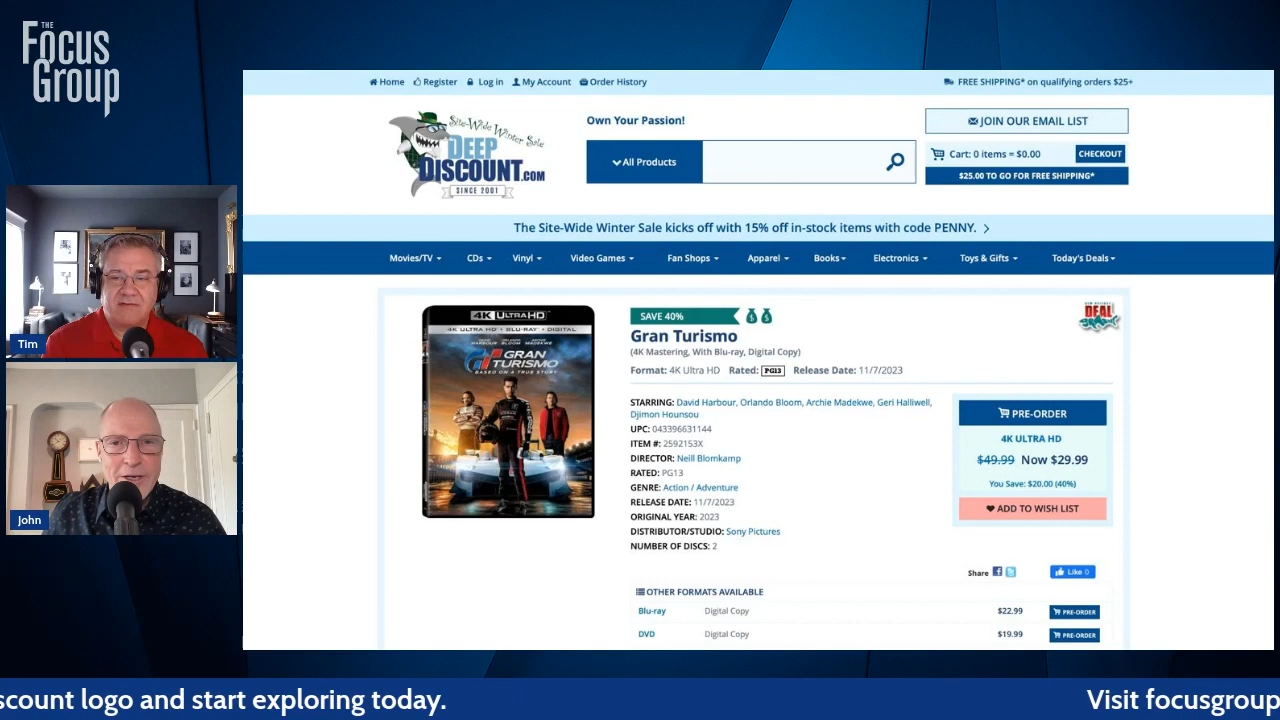 THE
FOCUS
Group
Home Register Log in My Account Order History
FREE SHIPPING* on qualifying orders $25+
Site-Wide Winter Sale
DEEP
DISCOUNT.COM
SINCE 2001
Own Your Passion!
All Products
JOIN OUR EMAIL LIST
Cart: 0 items = $0.00 CHECKOUT
$25.00 TO GO FOR FREE SHIPPING*
The Site-Wide Winter Sale kicks off with 15% off in-stock items with code PENNY.
Movies/TV CDs Vinyl Video Games Fan Shops Apparel Books Electronics Toys & Gifts Today's Deals
4K ULTRAHD
4K ULTRA HD + BLU-RAY + DIGITAL
GRAN
TURISMO
BASED ON A TRUE STORY
SAVE 40%
DEAL
Gran Turismo
(4K Mastering, With Blu-ray, Digital Copy)
Format: 4K Ultra HD Rated: PG13 Release Date: 11/7/2023
STARRING: David Harbour, Orlando Bloom, Archie Madekwe, Geri Halliwell,
Djimon Hounsou
UPC: 043396631144
ITEM #: 2592153X
DIRECTOR: Neill Blomkamp
RATED: PG13
GENRE: Action / Adventure
RELEASE DATE: 11/7/2023
ORIGINAL YEAR: 2023
DISTRIBUTOR/STUDIO: Sony Pictures
NUMBER OF DISCS: 2
PRE-ORDER
4K ULTRA HD
$49.99 Now $29.99
You Save: $20.00 (40%)
ADD TO WISH LIST
Share
Like 0
OTHER FORMATS AVAILABLE
Blu-ray Digital Copy $22.99 PRE-ORDER
DVD Digital Copy $19.99 PRE-ORDER
Tim
John
scount logo and start exploring today.
Visit focusgroup